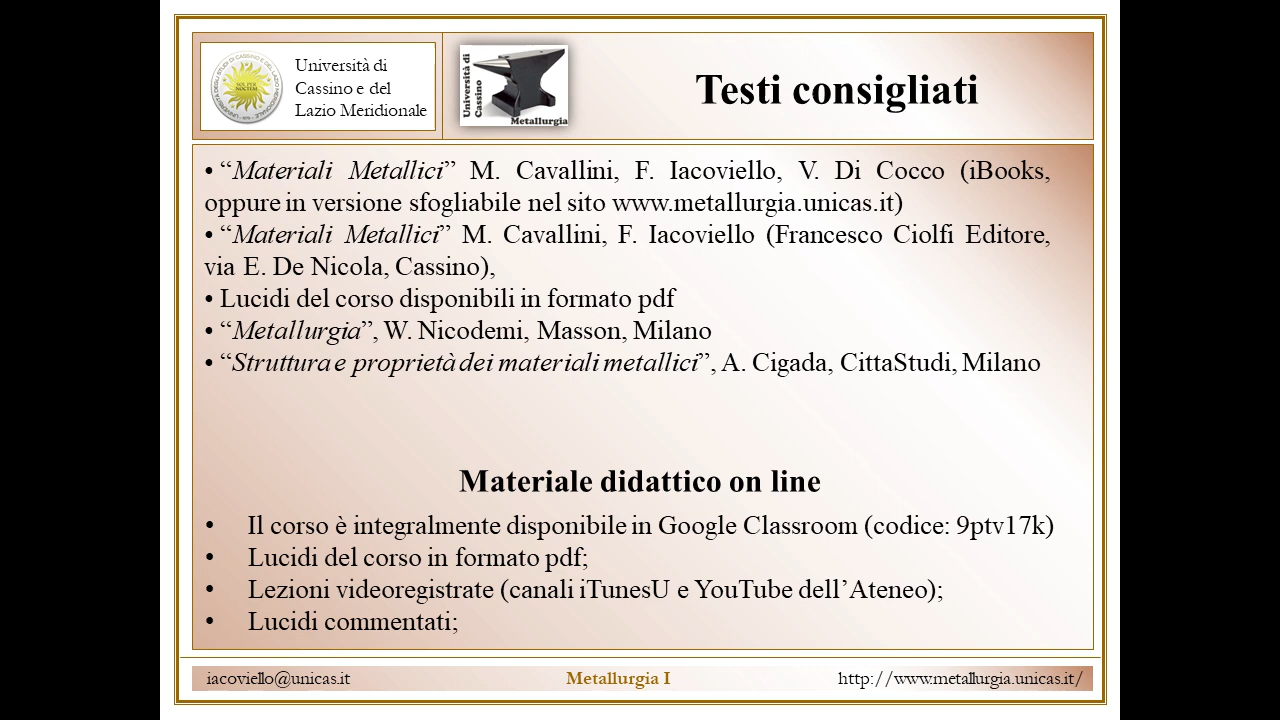 Università di
Cassino e del
Lazio Meridionale
Università di
Cassino
Metallurgia
Testi consigliati
• “Materiali Metallici” M. Cavallini, F. Iacoviello, V. Di Cocco (iBooks,
oppure in versione sfogliabile nel sito www.metallurgia.unicas.it)
• “Materiali Metallici” M. Cavallini, F. Iacoviello (Francesco Ciolfi Editore,
via E. De Nicola, Cassino),
• Lucidi del corso disponibili in formato pdf
• “Metallurgia”, W. Nicodemi, Masson, Milano
• “Struttura e proprietà dei materiali metallici”, A. Cigada, CittaStudi, Milano
Materiale didattico on line
• Il corso è integralmente disponibile in Google Classroom (codice: 9ptv17k)
• Lucidi del corso in formato pdf;
• Lezioni videoregistrate (canali iTunesU e YouTube dell’Ateneo);
• Lucidi commentati;
iacoviello@unicas.it
Metallurgia I
http://www.metallurgia.unicas.it/